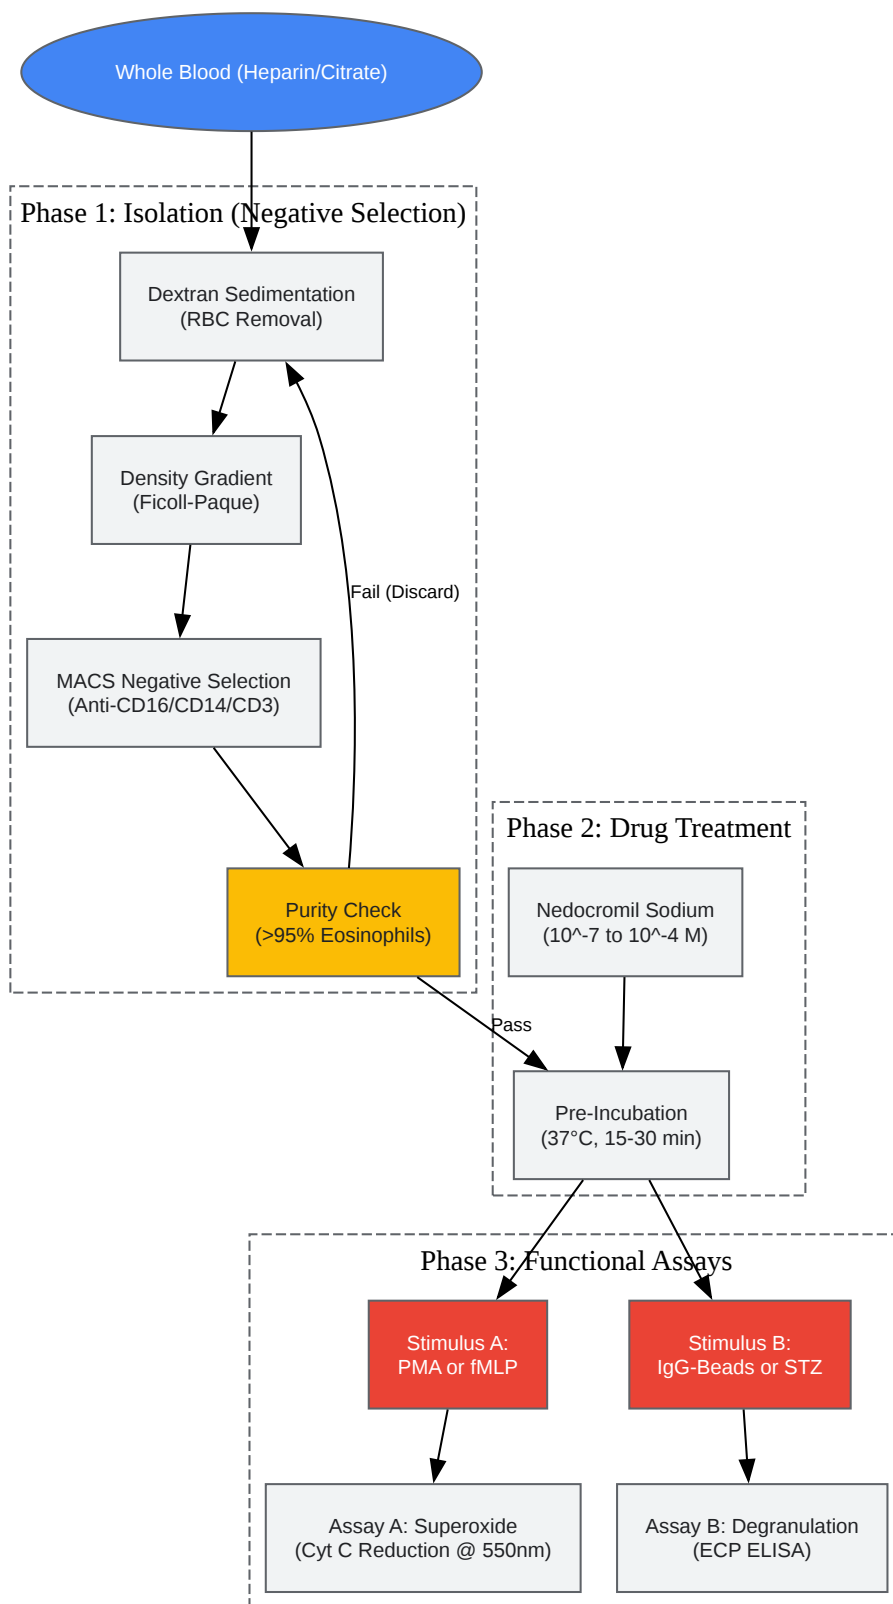 Whole Blood (Heparin/Citrate)
Phase 1: Isolation (Negative Selection)
Dextran Sedimentation
(RBC Removal)
Density Gradient
(Ficoll-Paque)
Fail (Discard)
MACS Negative Selection
(Anti-CD16/CD14/CD3)
Purity Check
(>95% Eosinophils)
Phase 2: Drug Treatment
Nedocromil Sodium
(10^-7 to 10^-4 M)
Pass
Pre-Incubation
(37°C, 15-30 min)
Phase 3: Functional Assays
Stimulus A:
PMA or fMLP
Stimulus B:
IgG-Beads or STZ
Assay A: Superoxide
(Cyt C Reduction @ 550nm)
Assay B: Degranulation
(ECP ELISA)